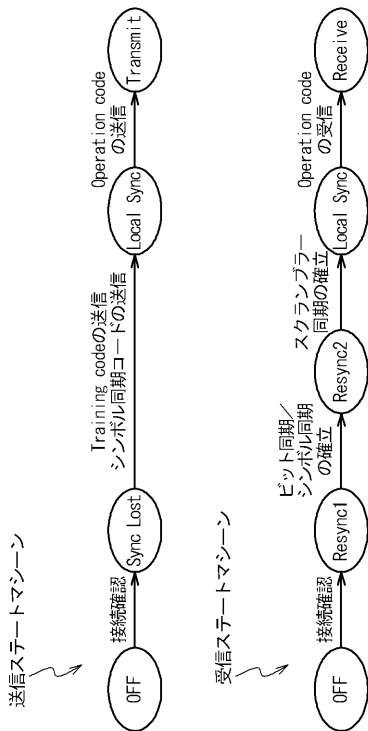 送信ステートマシーン
OFF
接続確認
Sync Lost
Training codeの送信
シンボル同期コードの送信
Local Sync
Operation code
の送信
Transmit
受信ステートマシーン
OFF
接続確認
Resync1
ビット同期/
シンボル同期
の確立
Resync2
スクランブラー
同期の確立
Local Sync
Operation code
の受信
Receive